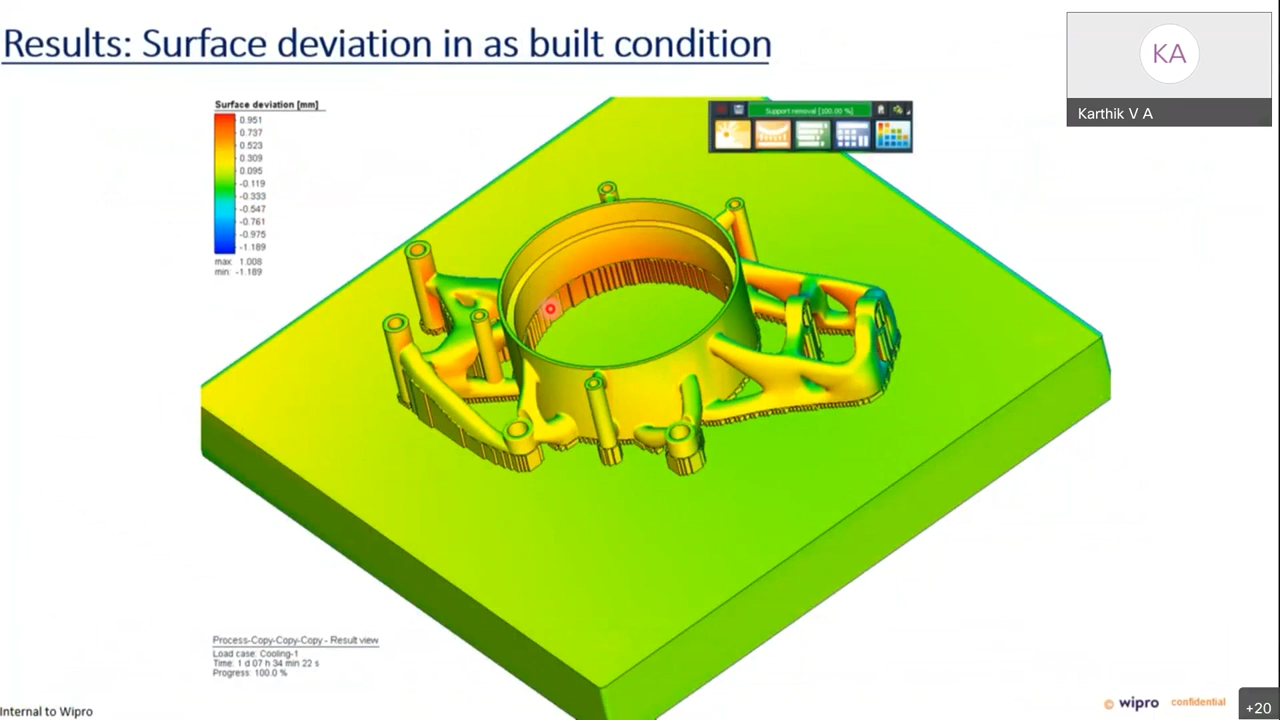 Results: Surface deviation in as built condition
KA
Karthik V A
Surface deviation [mm]
0.951
0.737
0.523
0.309
0.095
-0.119
-0.333
-0.547
-0.761
-0.975
-1.189
max: 1.008
min: -1.189
Support removal [100.00 %]
Process-Copy-Copy-Copy - Result view
Load case: Cooling-1
Time: 1 d 07 h 34 min 22 s
Progress: 100.0 %
Internal to Wipro
© wipro confidential
+20